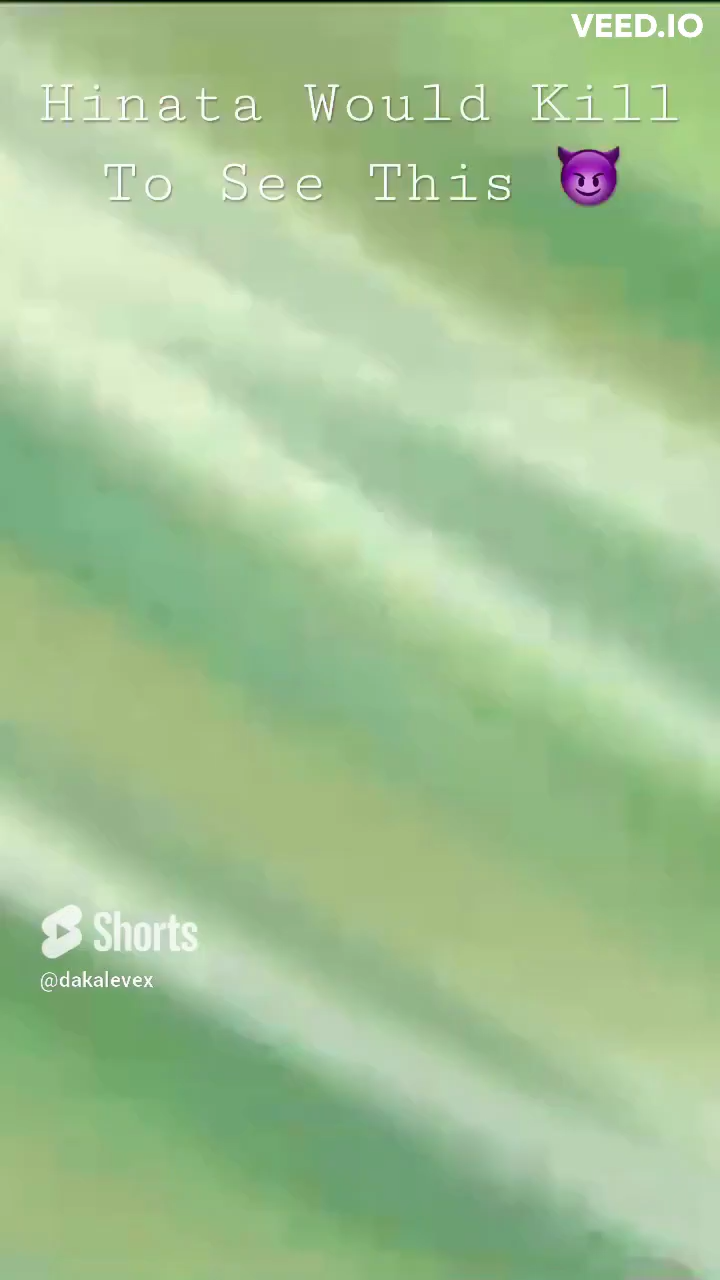 VEED.IO
Hinata Would Kill
To See This 😈
Shorts
@dakalevex